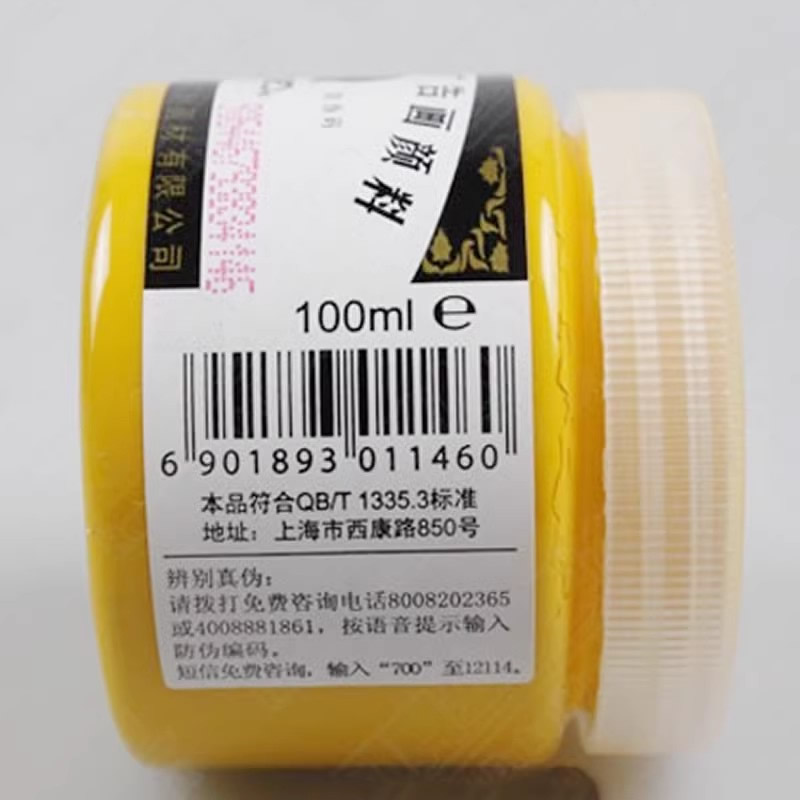 画颜料
材有限公司
100ml e
6 901893 011460
本品符合QB/T 1335.3标准
地址：上海市西康路850号
辨别真伪：
请拨打免费咨询电话8008202365
或4008881861，按语音提示输入
防伪编码。
短信免费咨询，输入“700”至12114。